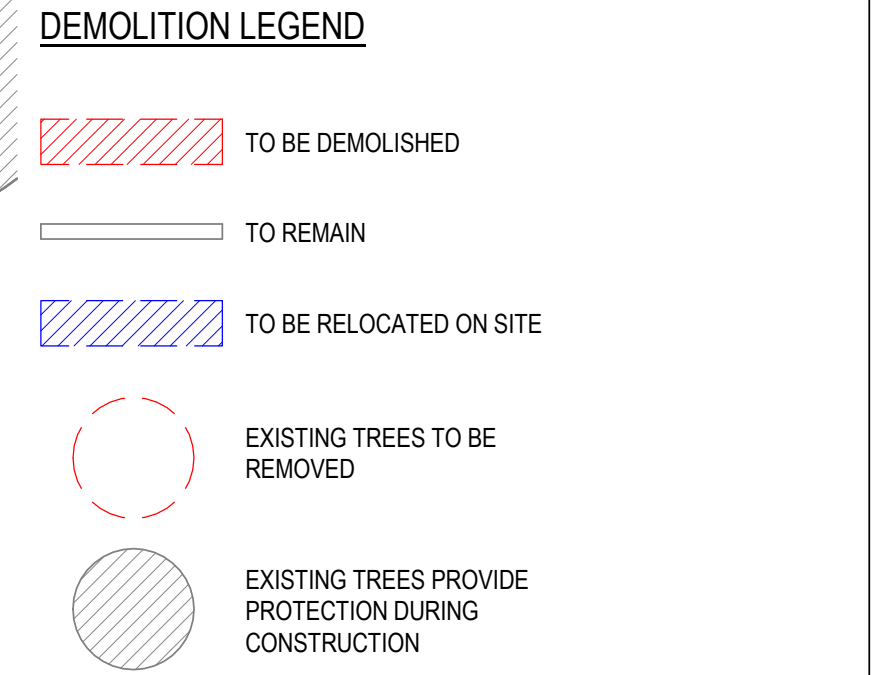 DEMOLITION LEGEND
TO BE DEMOLISHED
TO REMAIN
TO BE RELOCATED ON SITE
EXISTING TREES TO BE
REMOVED
EXISTING TREES PROVIDE
PROTECTION DURING
CONSTRUCTION